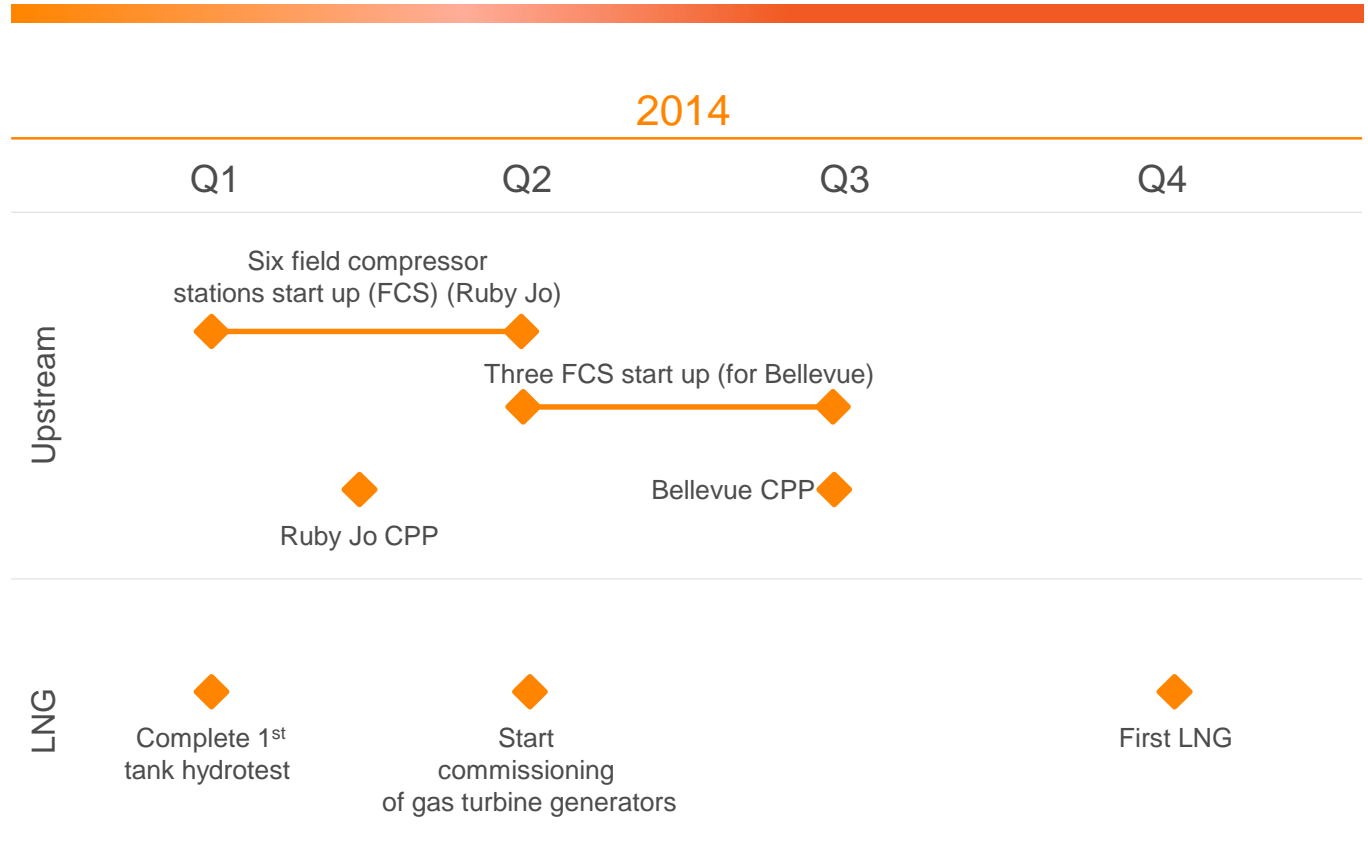 2014
Q1 Q2 Q3 Q4
Upstream
Six field compressor
stations start up (FCS) (Ruby Jo)
Three FCS start up (for Bellevue)
Bellevue CPP
Ruby Jo CPP
LNG
Complete 1st
tank hydrotest
Start
commissioning
of gas turbine generators
First LNG